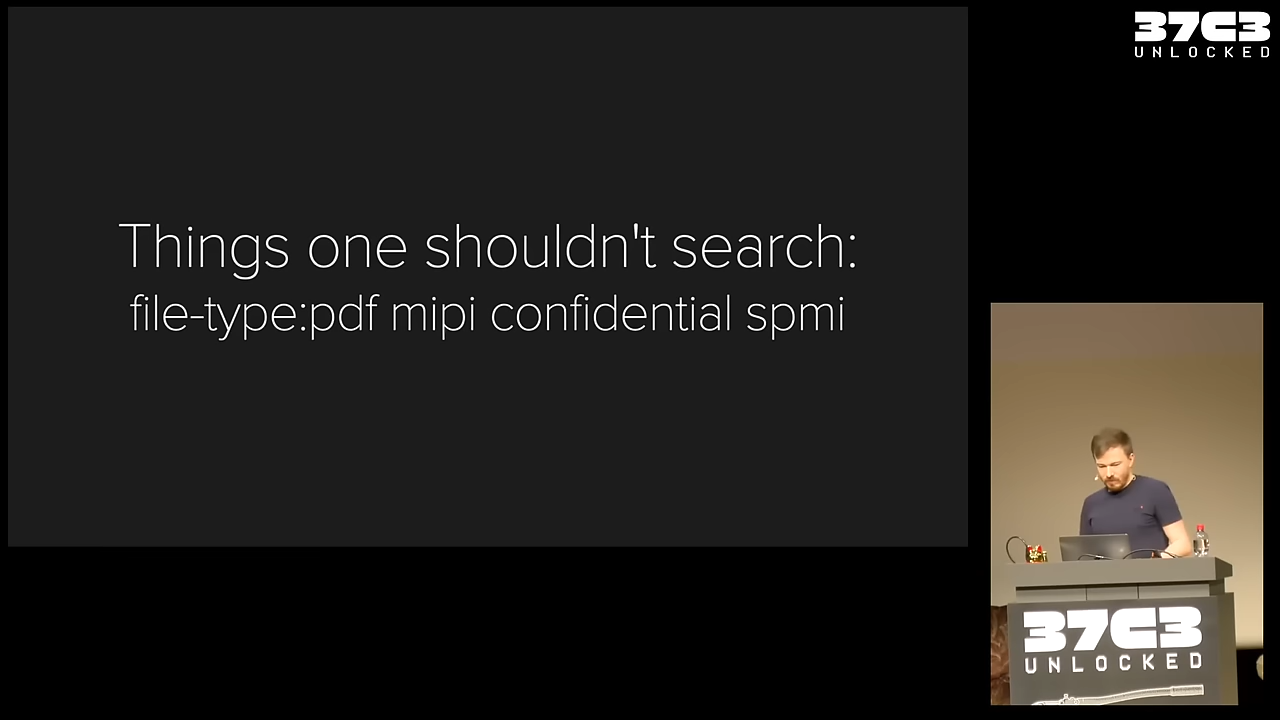 Things one shouldn't search:
file-type:pdf mipi confidential spmi
37C3
UNLOCKED
37C3
UNLOCKED